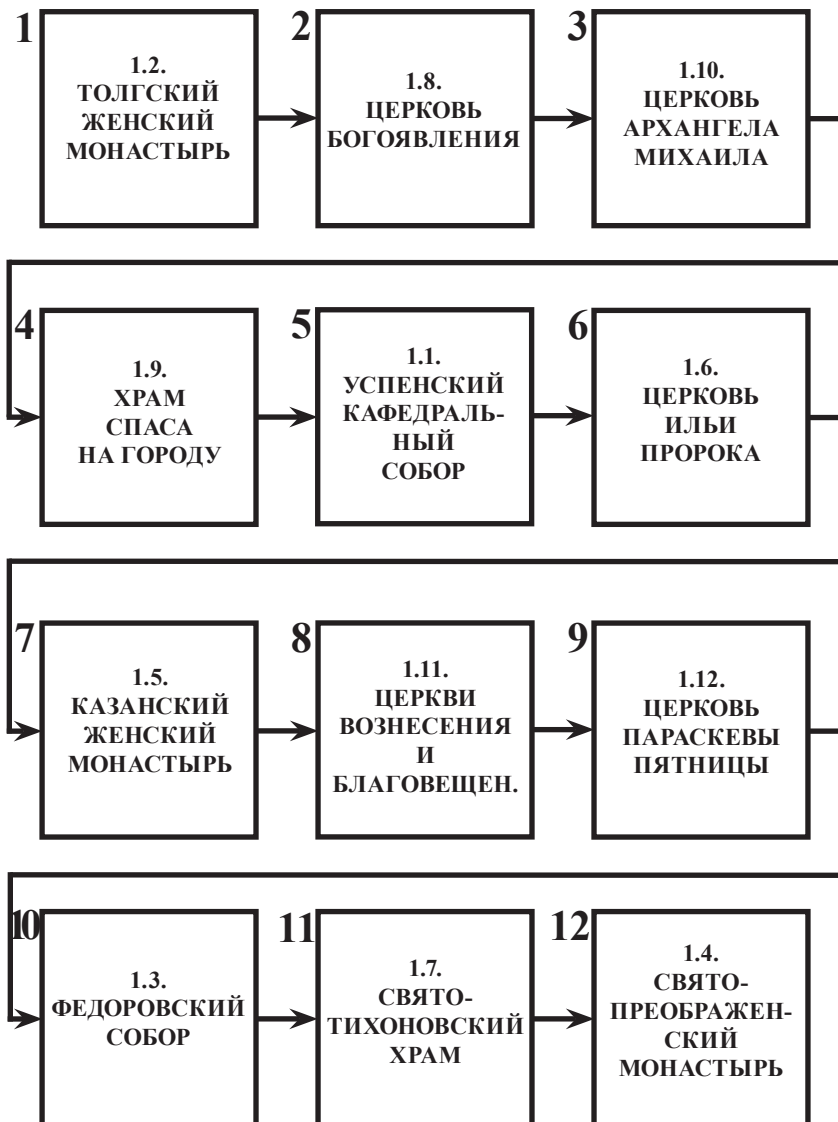 1
1.2.
ТОЛГСКИЙ
ЖЕНСКИЙ
МОНАСТЫРЬ
2
1.8.
ЦЕРКОВЬ
БОГОЯВЛЕНИЯ
3
1.10.
ЦЕРКОВЬ
АРХАНГЕЛА
МИХАИЛА
4
1.9.
ХРАМ
СПАСА
НА ГОРОДУ
5
1.1.
УСПЕНСКИЙ
КАФЕДРАЛЬ-
НЫЙ
СОБОР
6
1.6.
ЦЕРКОВЬ
ИЛЬИ
ПРОРОКА
7
1.5.
КАЗАНСКИЙ
ЖЕНСКИЙ
МОНАСТЫРЬ
8
1.11.
ЦЕРКВИ
ВОЗНЕСЕНИЯ
И
БЛАГОВЕЩЕН.
9
1.12.
ЦЕРКОВЬ
ПАРАСКЕВЫ
ПЯТНИЦЫ
10
1.3.
ФЕДОРОВСКИЙ
СОБОР
11
1.7.
СВЯТО-
ТИХОНОВСКИЙ
ХРАМ
12
1.4.
СВЯТО-
ПРЕОБРАЖЕН-
СКИЙ
МОНАСТЫРЬ